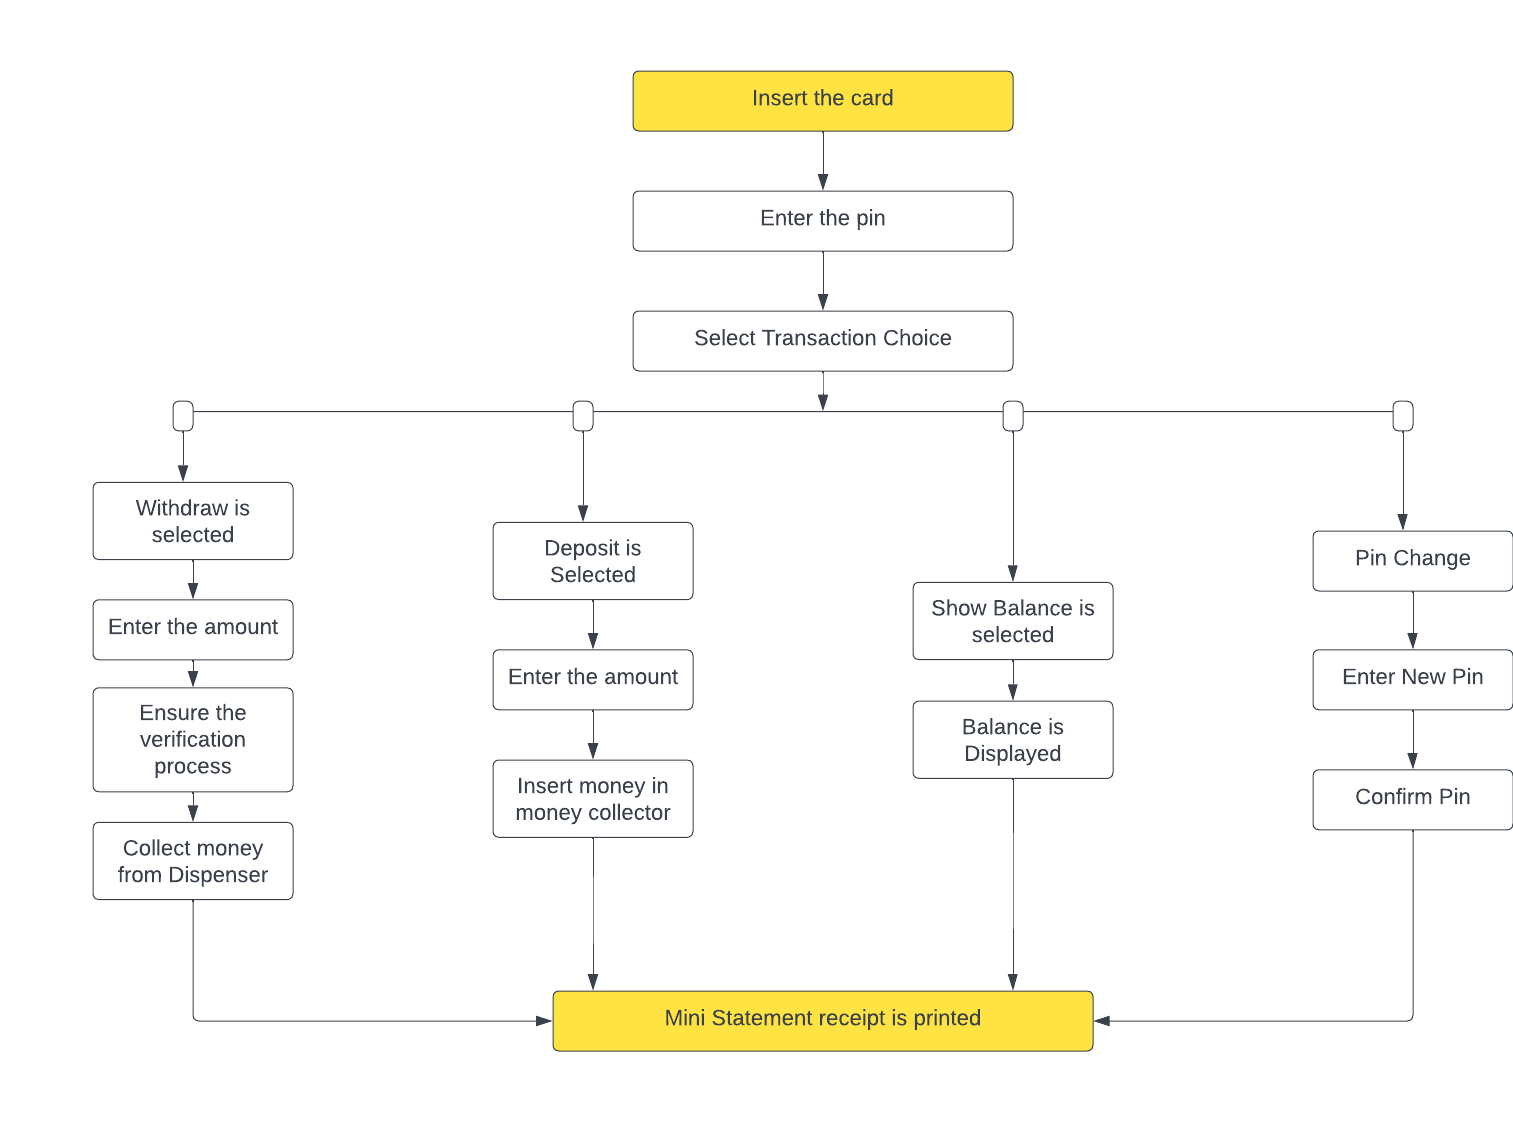 Insert the card
Enter the pin
Select Transaction Choice
Withdraw is
selected
Enter the amount
Ensure the
verification
process
Collect money
from Dispenser
Deposit is
Selected
Enter the amount
Insert money in
money collector
Show Balance is
selected
Balance is
Displayed
Pin Change
Enter New Pin
Confirm Pin
Mini Statement receipt is printed